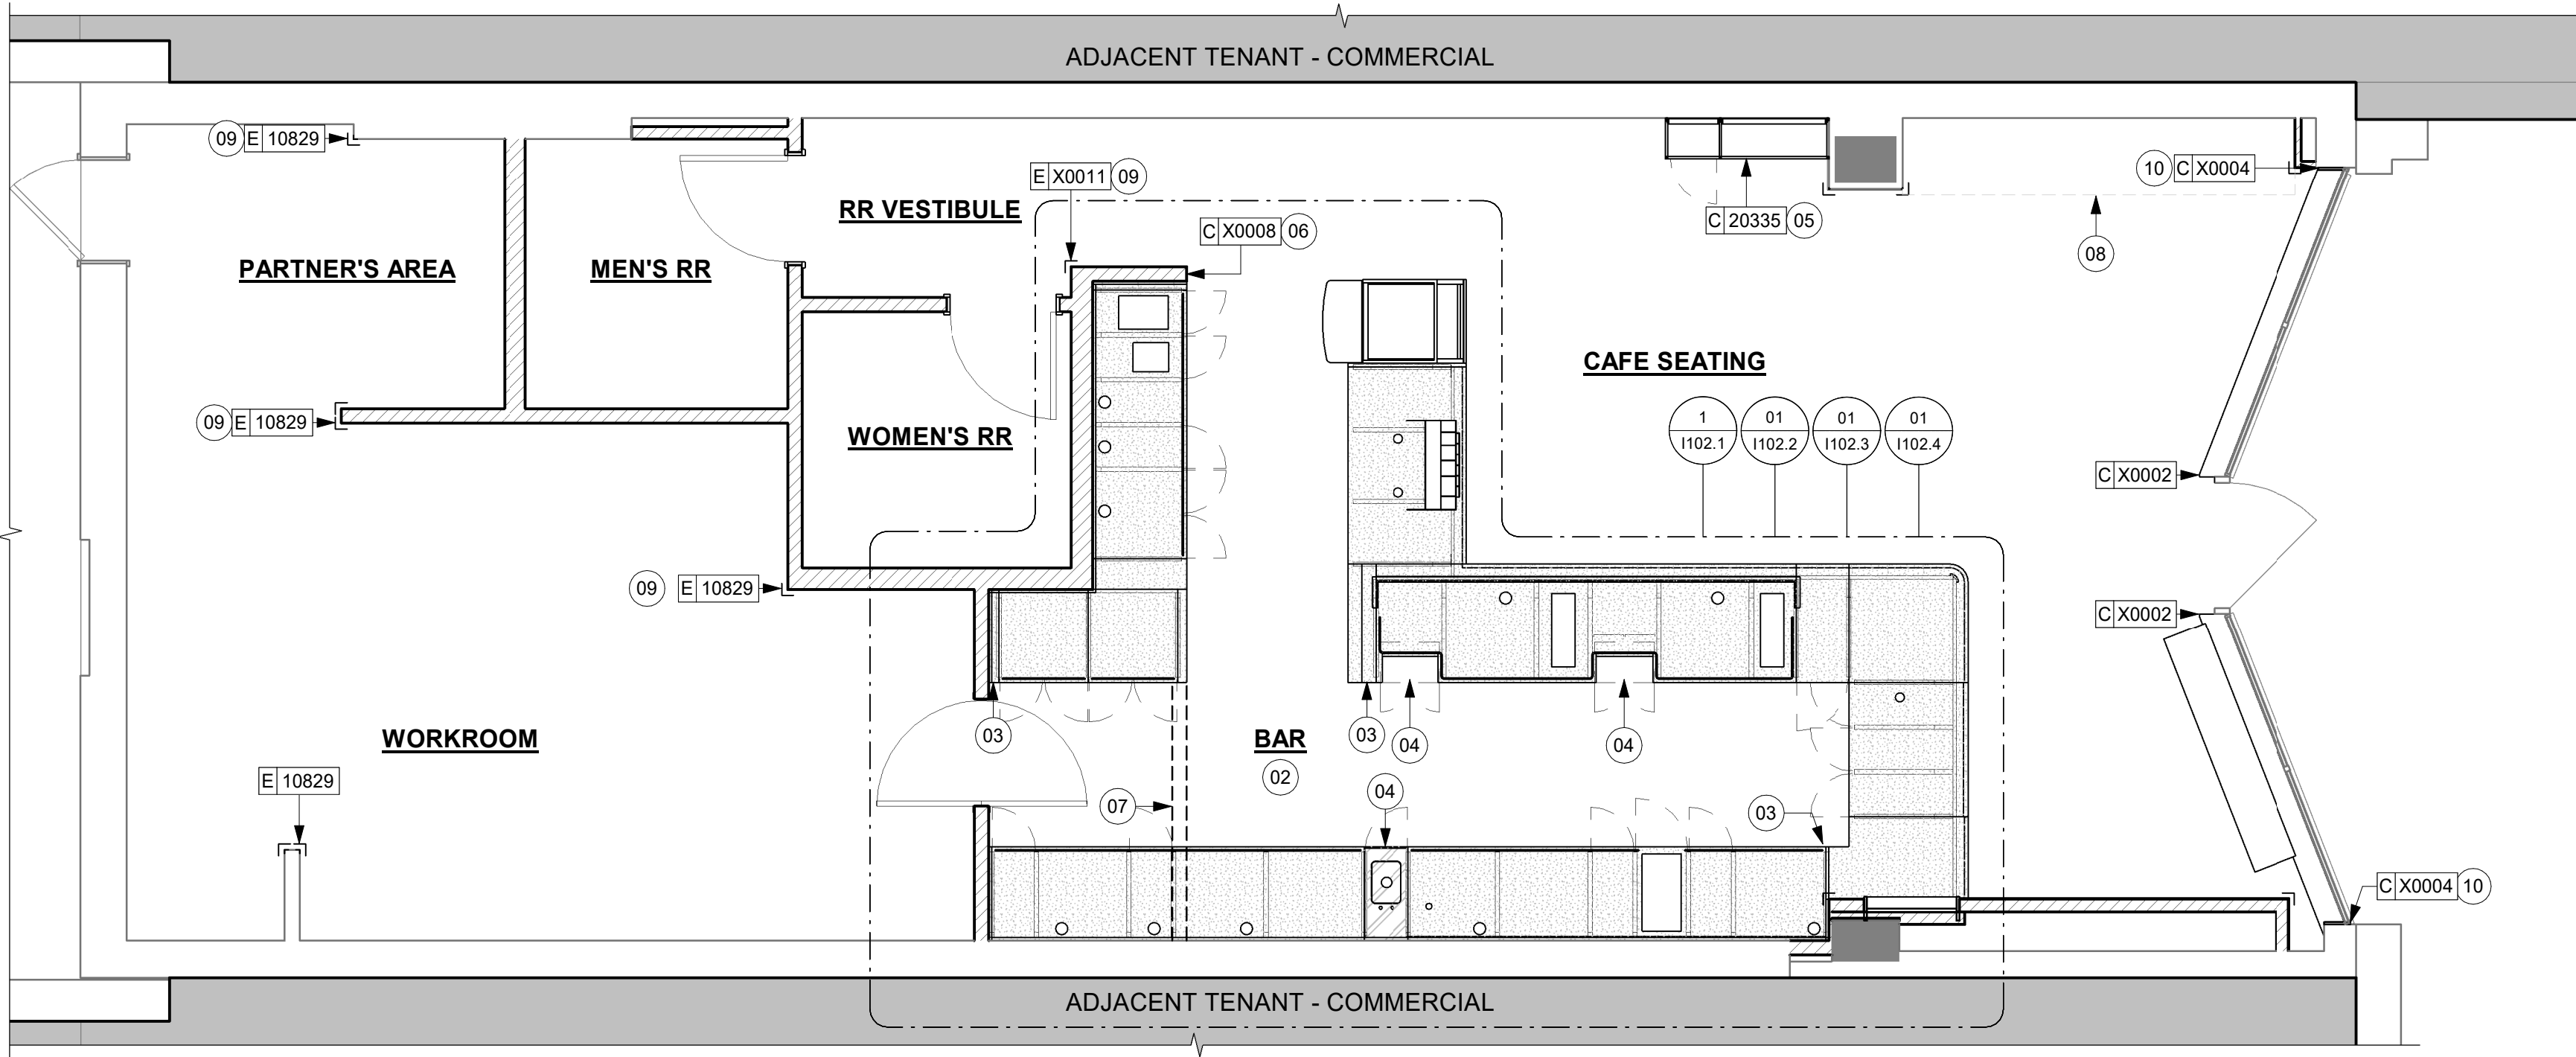 ADJACENT TENANT - COMMERCIAL
09 E 10829
10 C X0004
E X0011 09
C 20335 05
RR VESTIBULE
C X0008 06
08
PARTNER'S AREA
MEN'S RR
CAFE SEATING
09 E 10829
WOMEN'S RR
1 I102.1
01 I102.2
01 I102.3
01 I102.4
C X0002
09 E 10829
C X0002
WORKROOM
03
BAR
03
04
04
02
E 10829
07
04
03
C X0004 10
ADJACENT TENANT - COMMERCIAL